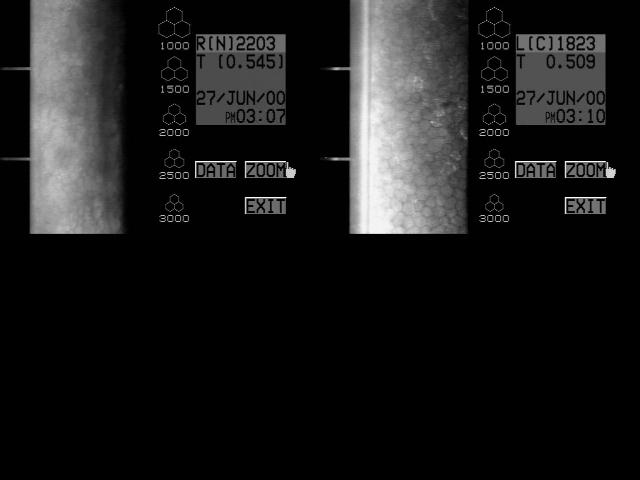 1000
R[N]2203
T [0.545]
1500
27/JUN/00
PM03:07
2000
DATA
ZOOM
2500
EXIT
3000
1000
L[C]1823
T 0.509
1500
27/JUN/00
PM03:10
2000
DATA
ZOOM
2500
EXIT
3000